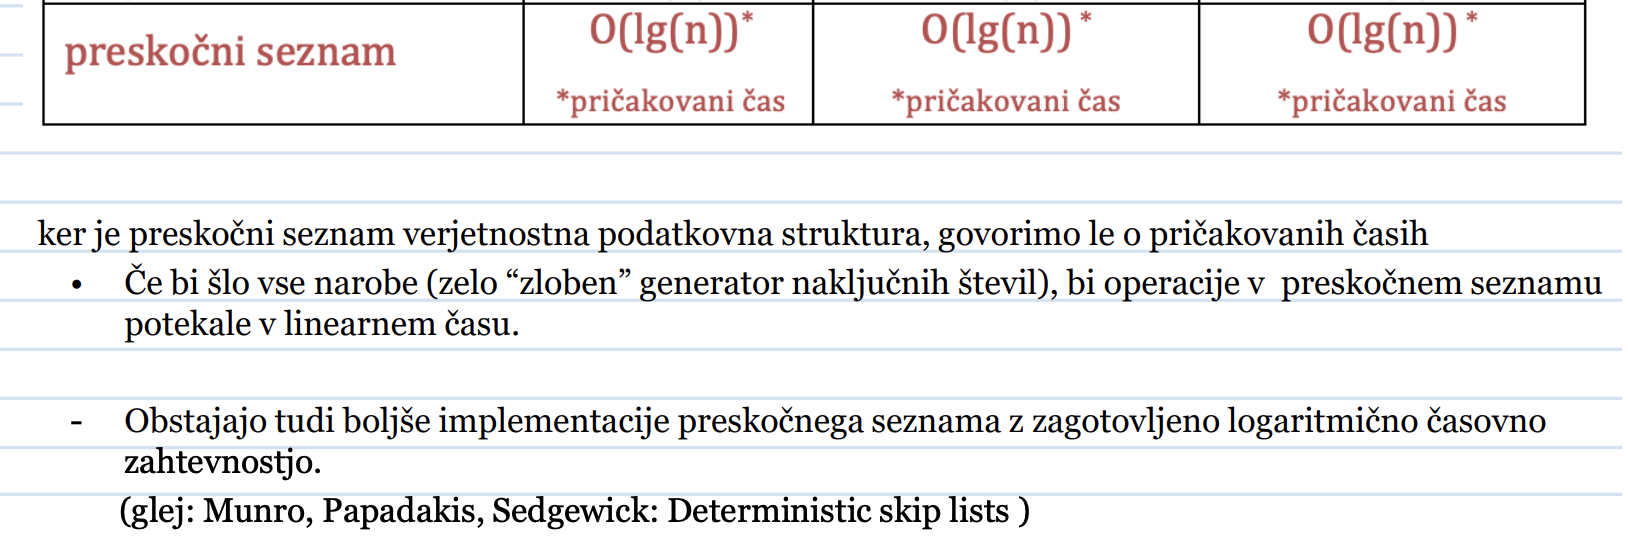 preskočni seznam
O(lg(n))* O(lg(n))* O(lg(n))*
*pričakovani čas *pričakovani čas *pričakovani čas
ker je preskočni seznam verjetnostna podatkovna struktura, govorimo le o pričakovanih časih
• Če bi šlo vse narobe (zelo “zloben” generator naključnih števil), bi operacije v preskočnem seznamu
potekale v linearnem času.
- Obstajajo tudi boljše implementacije preskočnega seznama z zagotovljeno logaritmično časovno
zahtevnostjo.
(glej: Munro, Papadakis, Sedgewick: Deterministic skip lists )